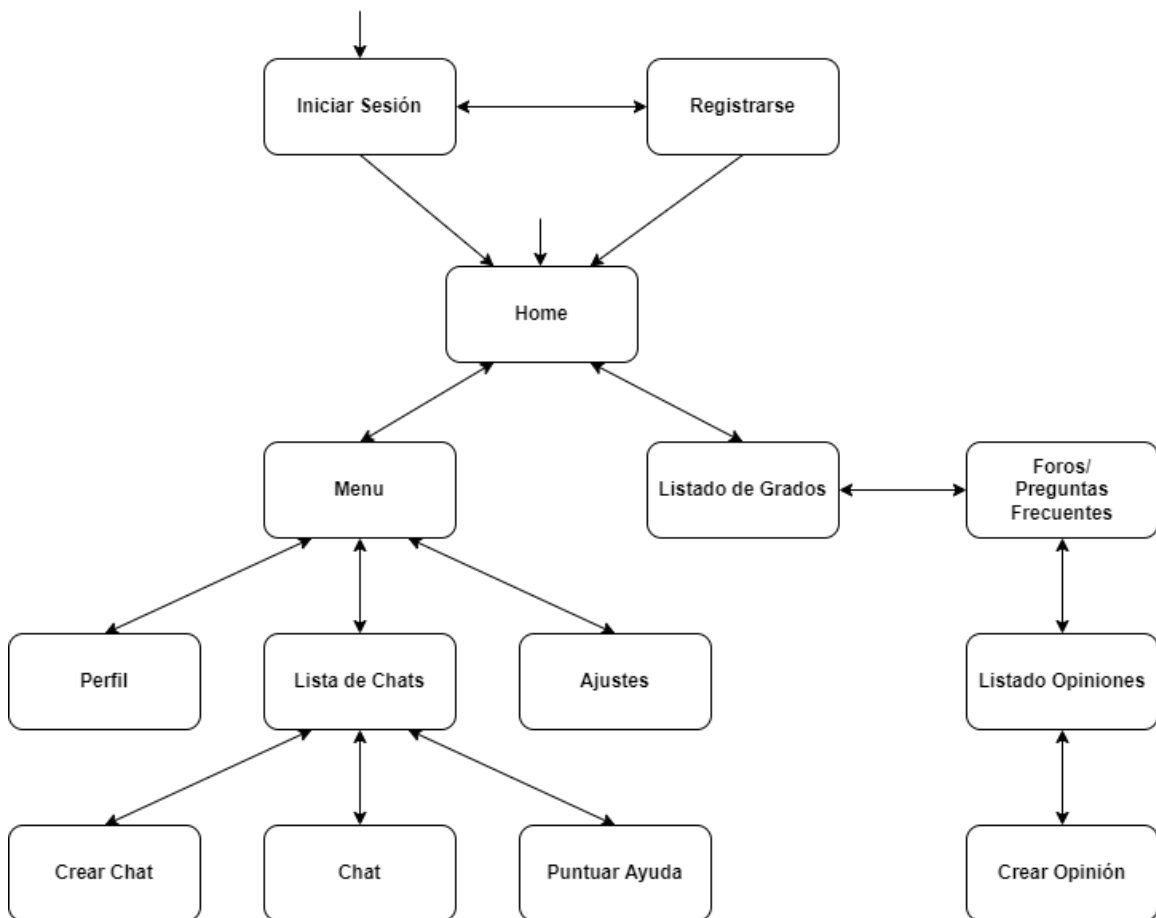 Iniciar Sesión
Registrarse
Home
Menu
Listado de Grados
Foros/
Preguntas
Frecuentes
Perfil
Lista de Chats
Ajustes
Listado Opiniones
Crear Chat
Chat
Puntuar Ayuda
Crear Opinión